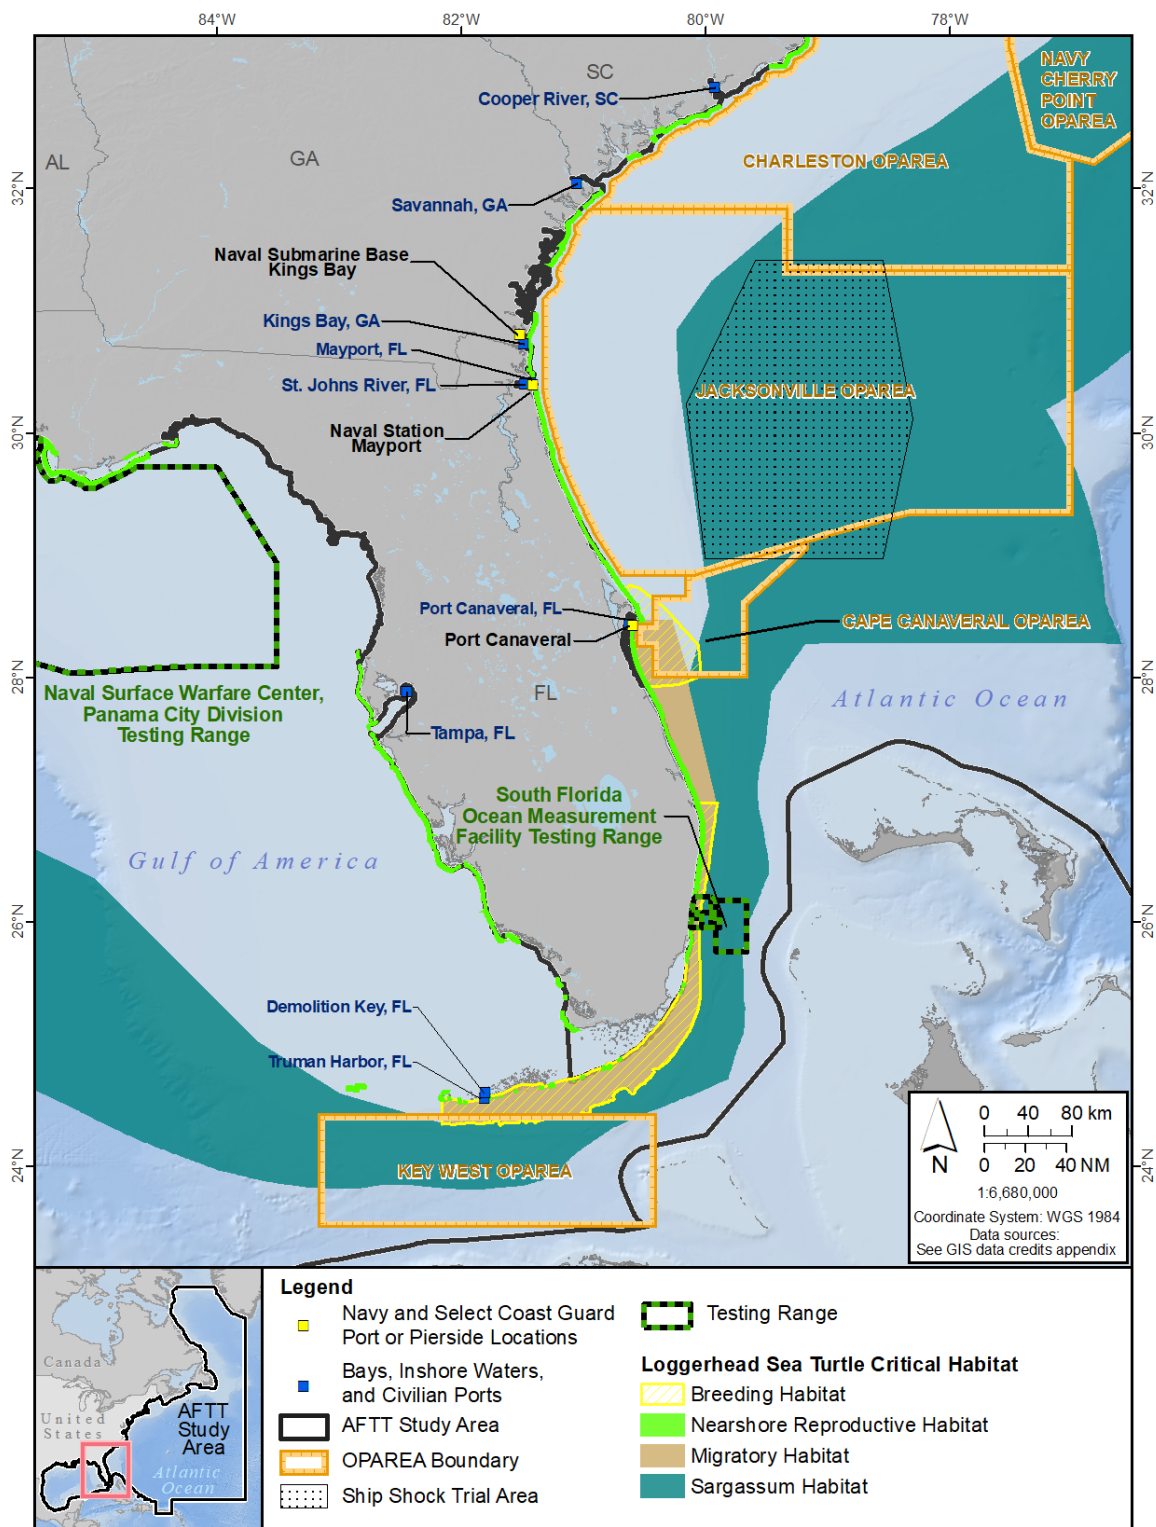 84°W
82°W
80°W
78°W
SC
NAVY
CHERRY
POINT
OPAREA
Cooper River, SC
GA
AL
CHARLESTON OPAREA
32°N
32°N
Savannah, GA
Naval Submarine Base
Kings Bay
Kings Bay, GA
Mayport, FL
St. Johns River, FL
JACKSONVILLE OPAREA
Naval Station
Mayport
30°N
30°N
Port Canaveral, FL
Port Canaveral
CAPE CANAVERAL OPAREA
28°N
28°N
Naval Surface Warfare Center,
Panama City Division
Testing Range
FL
Atlantic Ocean
Tampa, FL
South Florida
Ocean Measurement
Facility Testing Range
Gulf of America
26°N
26°N
Demolition Key, FL
Truman Harbor, FL
24°N
24°N
KEY WEST OPAREA
N
0 40 80 km
0 20 40 NM
1:6,680,000
Coordinate System: WGS 1984
Data sources:
See GIS data credits appendix
Canada
United
States
AFTT
Study
Area
Atlantic
Ocean
Legend
Navy and Select Coast Guard
Port or Pierside Locations
Bays, Inshore Waters,
and Civilian Ports
AFTT Study Area
OPAREA Boundary
Ship Shock Trial Area
Testing Range
Loggerhead Sea Turtle Critical Habitat
Breeding Habitat
Nearshore Reproductive Habitat
Migratory Habitat
Sargassum Habitat